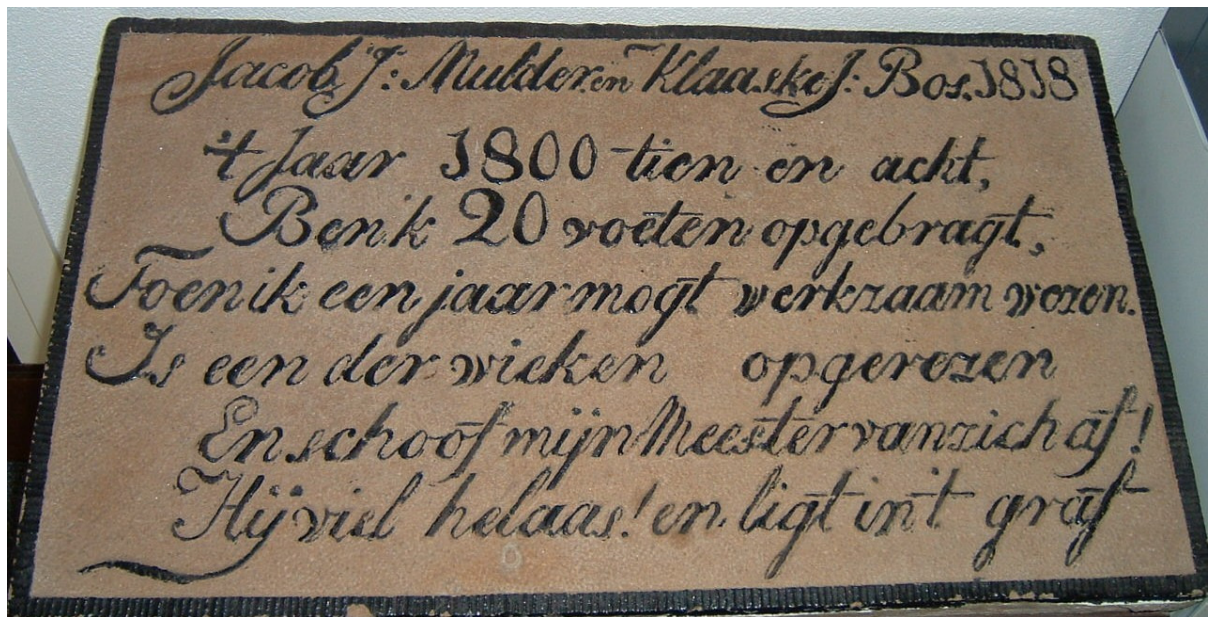 Jacob J: Mulder en Klaaske J: Bos. 1818
't Jaar 1800 tien en acht,
Ben ik 20 voeten opgebragt,
Toen ik een jaar mogt werkzaam wezen.
Is een der wieken opgerezen
En schoof mijn Meester van zich af!
Hij viel helaas! en ligt in't graf